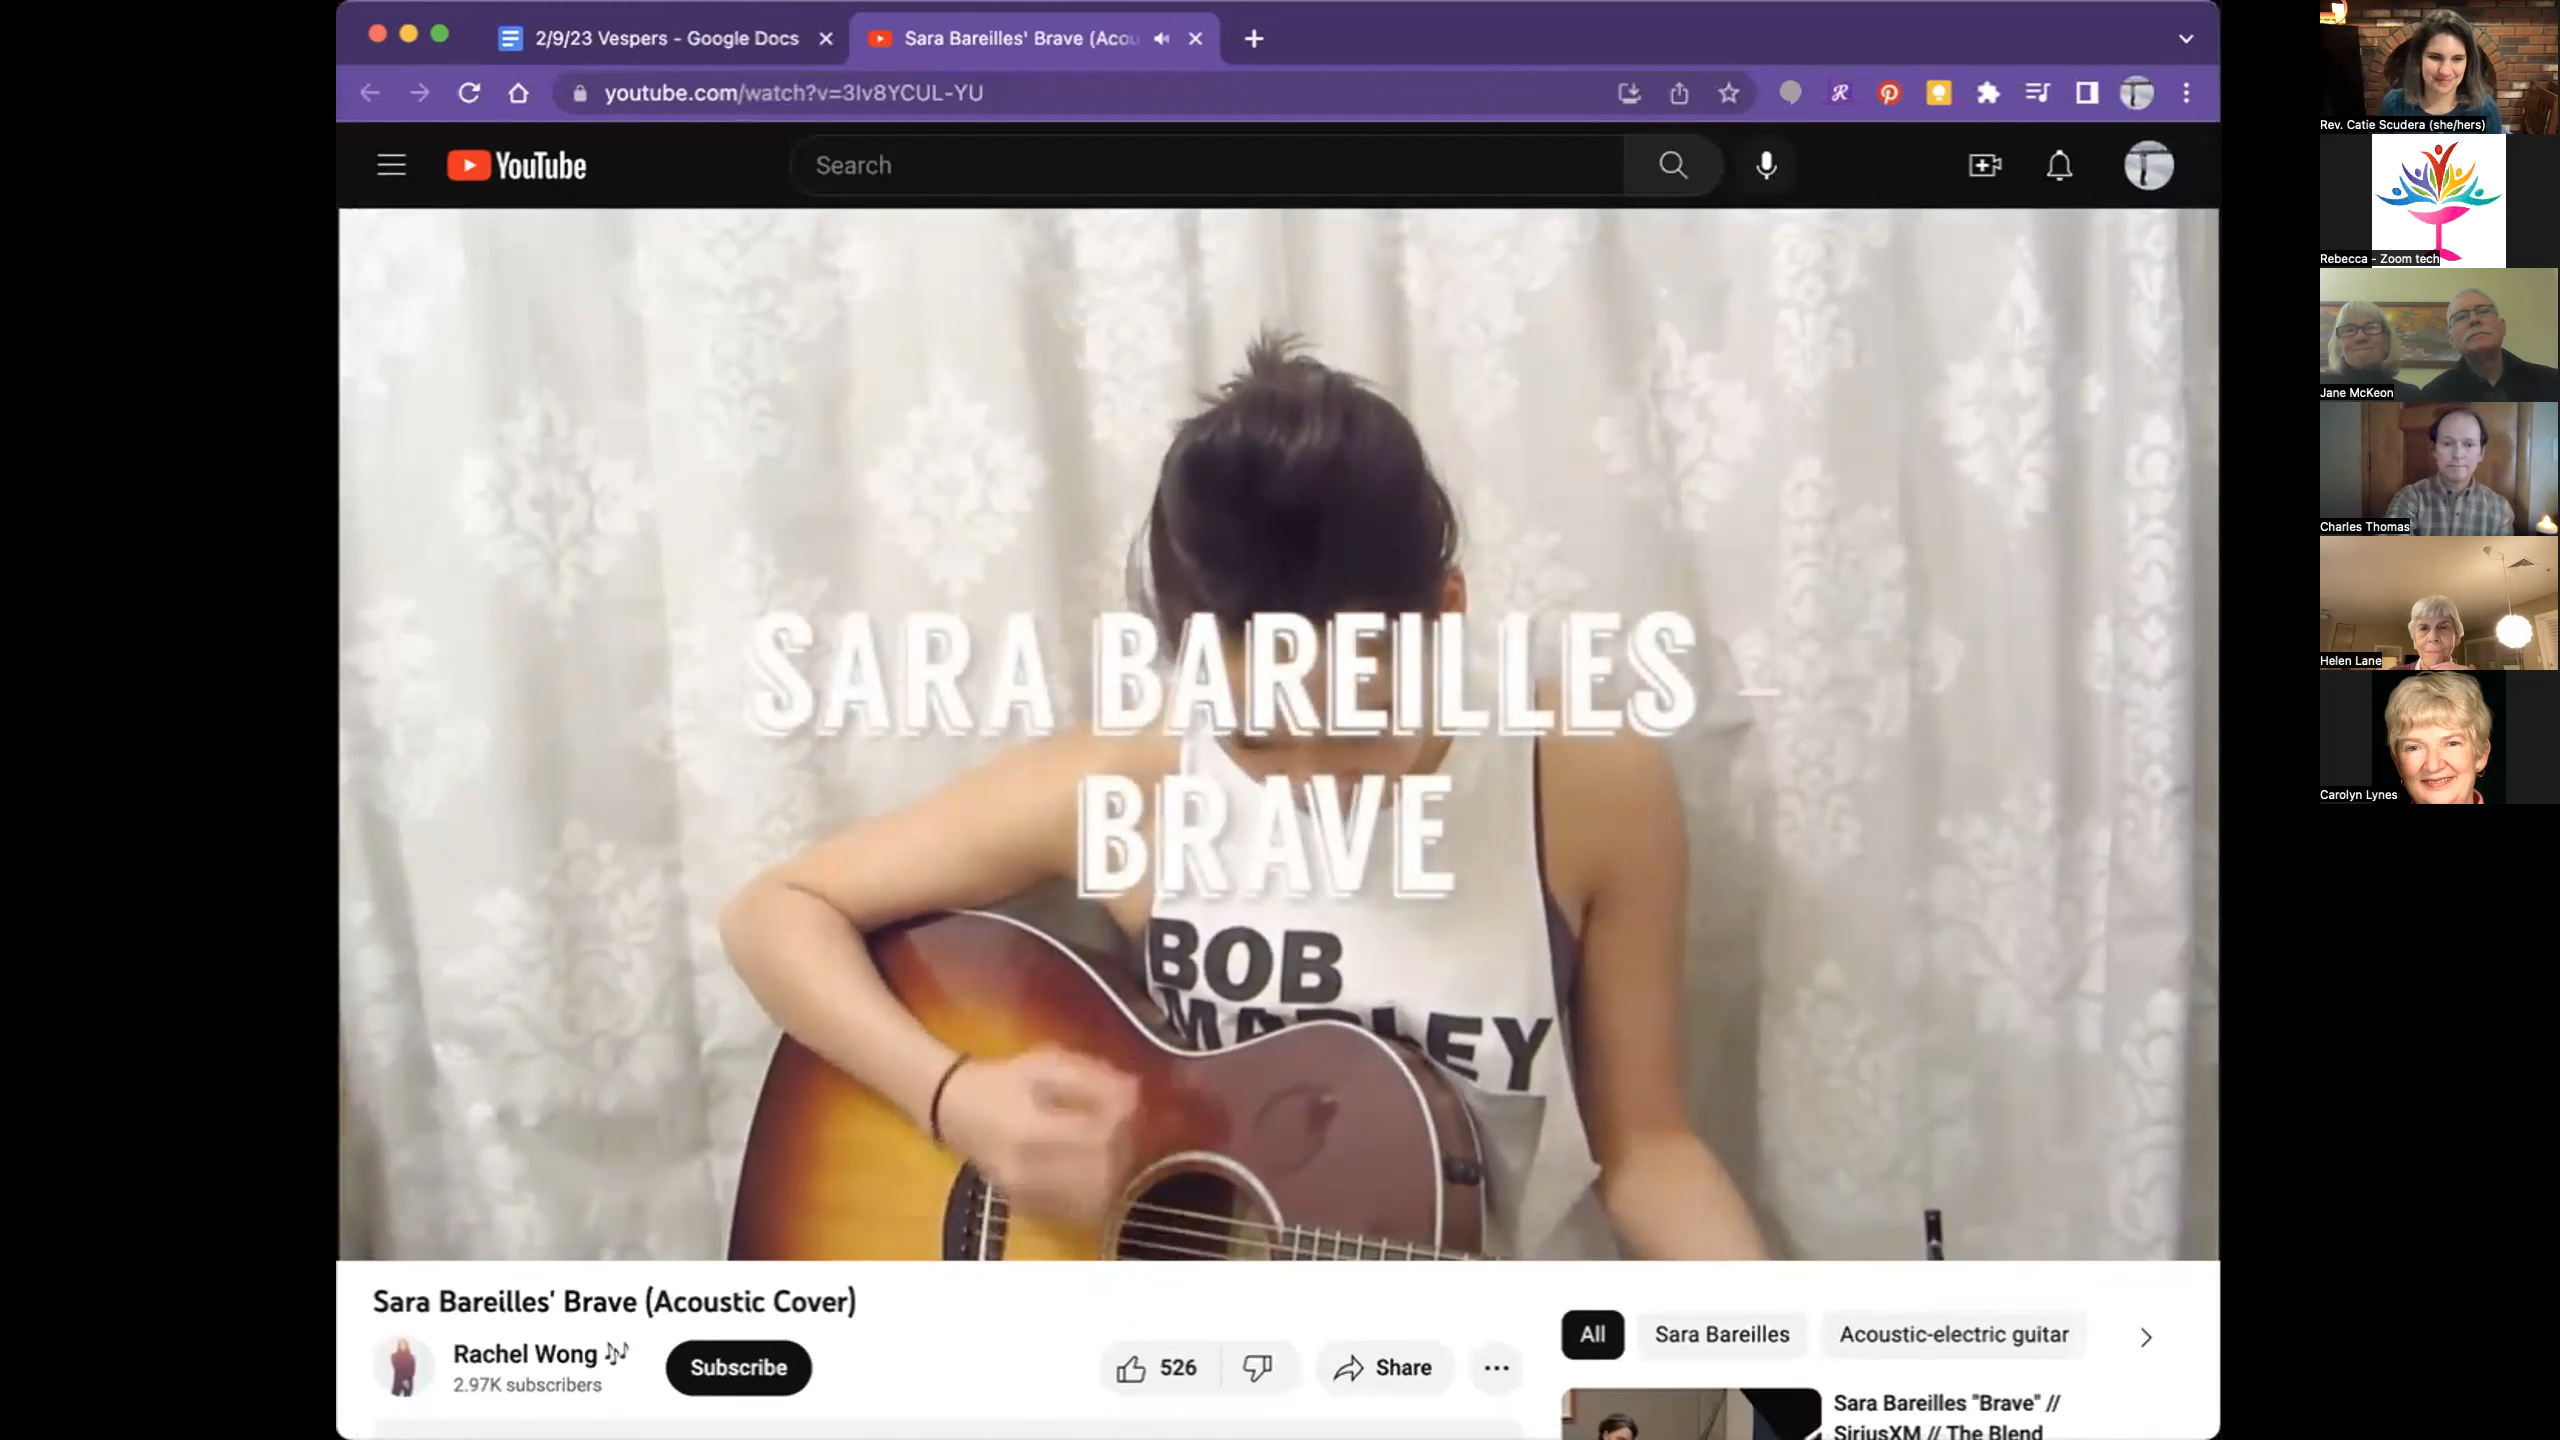 2/9/23 Vespers - Google Docs
Sara Bareilles' Brave (Acou
youtube.com/watch?v=3Iv8YCUL-YU
YouTube
Search
SARA BAREILLES -
BRAVE
BOB
MARLEY
Sara Bareilles' Brave (Acoustic Cover)
Rachel Wong
2.97K subscribers
Subscribe
526
Share
All
Sara Bareilles
Acoustic-electric guitar
Sara Bareilles "Brave" //
SiriusXM // The Blend
Rev. Catie Scudera (she/hers)
Rebecca - Zoom tech
Jane McKeon
Charles Thomas
Helen Lane
Carolyn Lynes